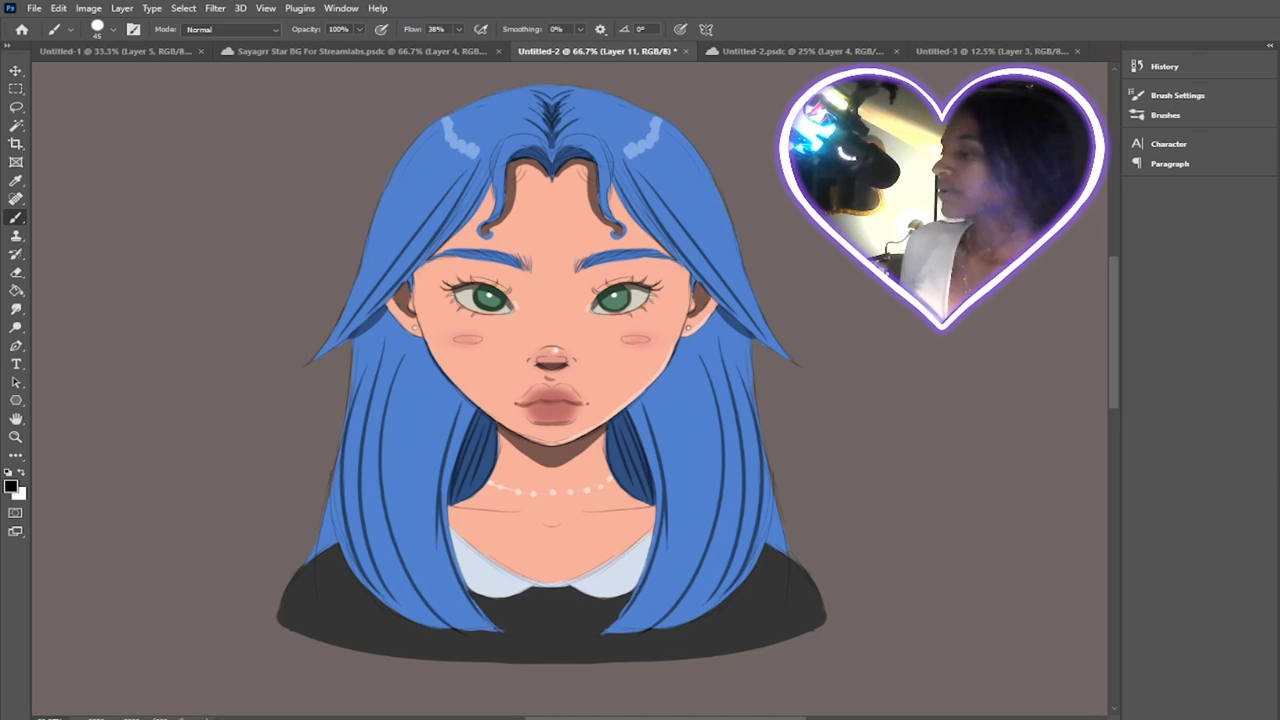 Ps File Edit Image Layer Type Select Filter 3D View Plugins Window Help
45 Mode: Normal Opacity: 100% Flow: 38% Smoothing: 0% 0°
Untitled-1 @ 33.3% (Layer 5, RGB/8... × Sayagrr Star BG For Streamlabs.psdc @ 66.7% (Layer 4, RGB... × Untitled-2 @ 66.7% (Layer 11, RGB/8) * × Untitled-2.psdc @ 25% (Layer 4, RGB/... × Untitled-3 @ 12.5% (Layer 3, RGB/8... ×
History
Brush Settings
Brushes
Character
Paragraph